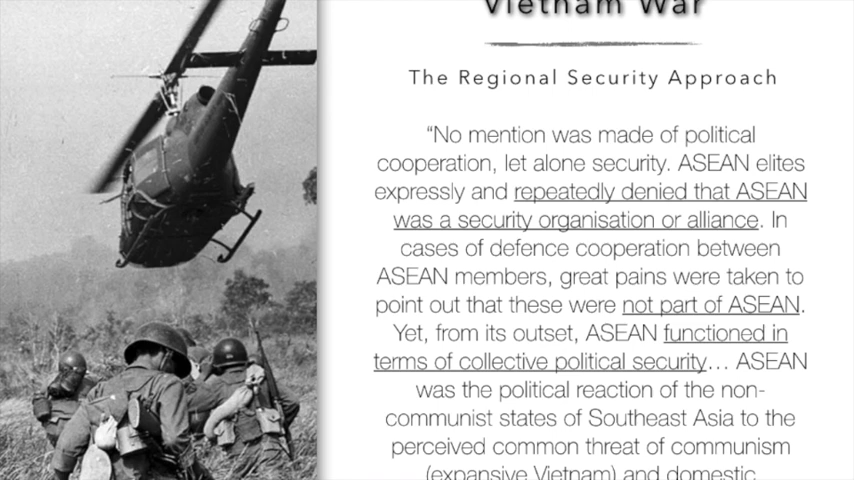 Vietnam War
The Regional Security Approach
“No mention was made of political
cooperation, let alone security. ASEAN elites
expressly and repeatedly denied that ASEAN
was a security organisation or alliance. In
cases of defence cooperation between
ASEAN members, great pains were taken to
point out that these were not part of ASEAN.
Yet, from its outset, ASEAN functioned in
terms of collective political security… ASEAN
was the political reaction of the non-
communist states of Southeast Asia to the
perceived common threat of communism
(expansive Vietnam) and domestic